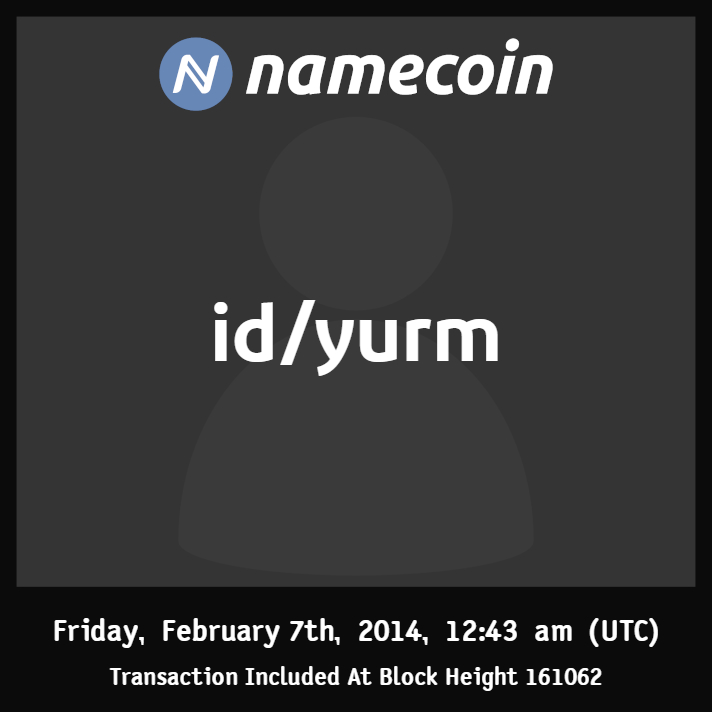 namecoin
id/yurm
Friday, February 7th, 2014, 12:43 am (UTC)
Transaction Included At Block Height 161062